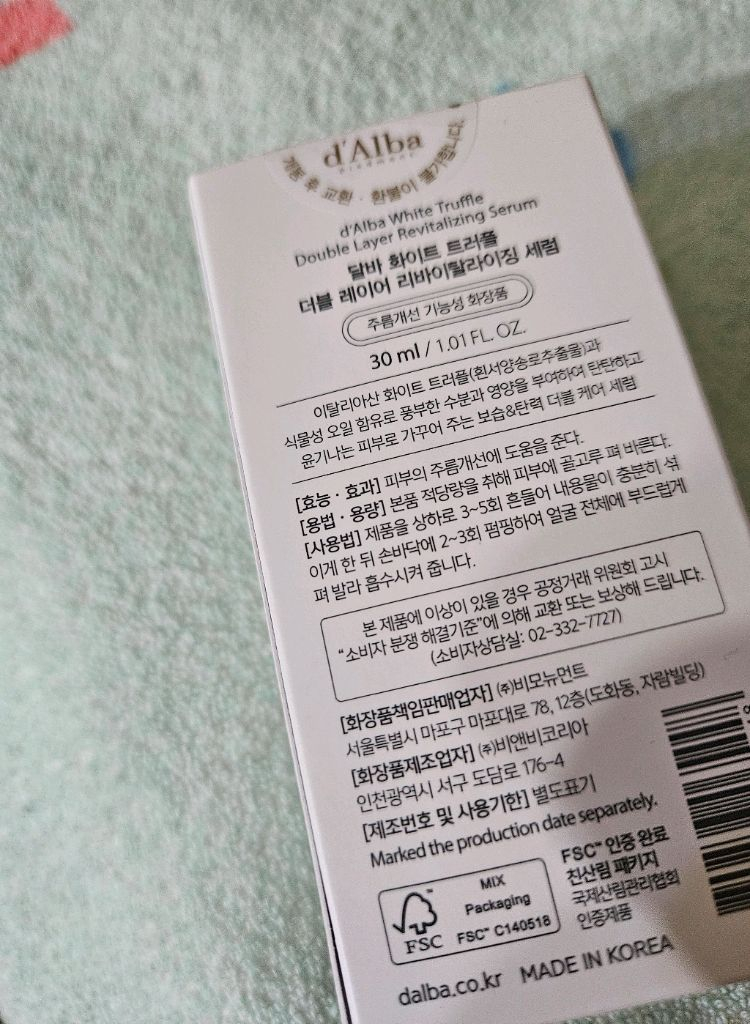 d'Alba
Piedmont
개봉 후 교환 · 환불이 불가합니다.
d'Alba White Truffle
Double Layer Revitalizing Serum
달바 화이트 트러플
더블 레이어 리바이탈라이징 세럼
주름개선 기능성 화장품
30 ml / 1.01 FL. OZ.
이탈리아산 화이트 트러플(흰서양송로추출물)과
식물성 오일 함유로 풍부한 수분과 영양을 부여하여 탄탄하고
윤기나는 피부로 가꾸어 주는 보습&탄력 더블 케어 세럼
[효능 · 효과] 피부의 주름개선에 도움을 준다.
[용법 · 용량] 본품 적당량을 취해 피부에 골고루 펴 바른다.
[사용법] 제품을 상하로 3~5회 흔들어 내용물이 충분히 섞
이게 한 뒤 손바닥에 2~3회 펌핑하여 얼굴 전체에 부드럽게
펴 발라 흡수시켜 줍니다.
본 제품에 이상이 있을 경우 공정거래 위원회 고시
"소비자 분쟁 해결기준"에 의해 교환 또는 보상해 드립니다.
(소비자상담실: 02-332-7727)
[화장품책임판매업자] ㈜비모뉴먼트
서울특별시 마포구 마포대로 78, 12층(도화동, 자람빌딩)
[화장품제조업자] ㈜비앤비코리아
인천광역시 서구 도담로 176-4
[제조번호 및 사용기한] 별도표기
Marked the production date separately.
FSC™ 인증 완료
친산림 패키지
국제산림관리협회
인증제품
MIX
Packaging
FSC™ C140518
FSC
dalba.co.kr MADE IN KOREA